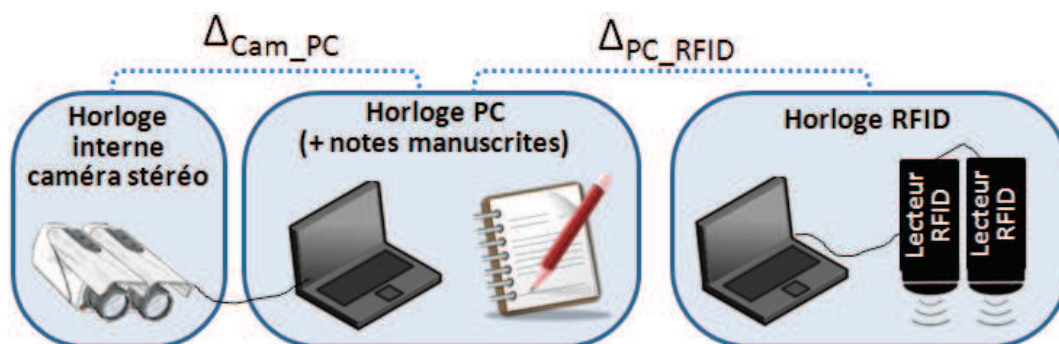 Δ Cam_PC
Δ PC_RFID
Horloge
interne
caméra stéréo
Horloge PC
(+ notes manuscrites)
Horloge RFID
Lecteur
RFID
Lecteur
RFID